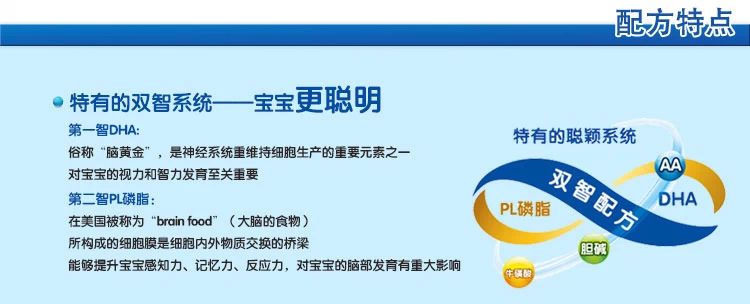 配方特点
特有的双智系统——宝宝更聪明
第一智DHA:
俗称“脑黄金”，是神经系统重维持细胞生产的重要元素之一
对宝宝的视力和智力发育至关重要
第二智PL磷脂:
在美国被称为“brain food”（大脑的食物）
所构成的细胞膜是细胞内外物质交换的桥梁
能够提升宝宝感知力、记忆力、反应力，对宝宝的脑部发育有重大影响
特有的聪颖系统
AA
双智配方
DHA
PL磷脂
胆碱
牛磺酸